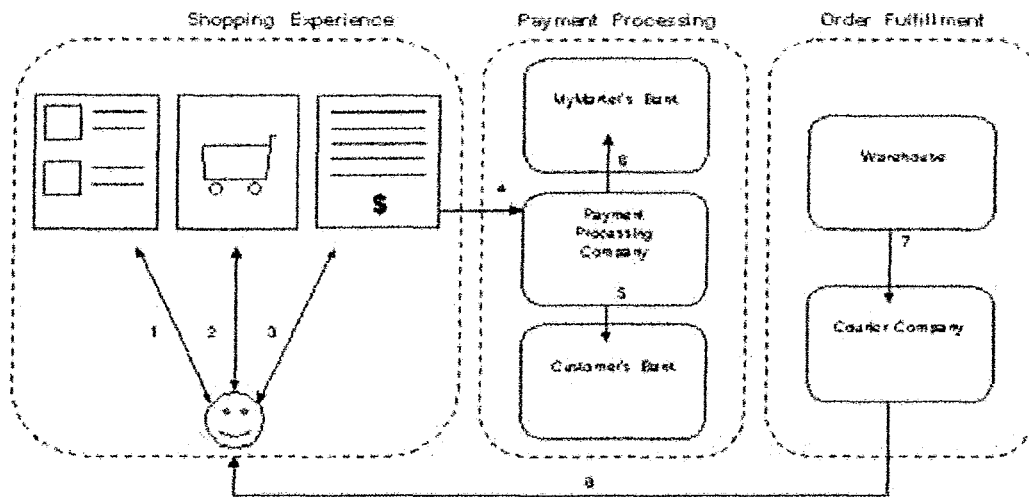 Shopping Experience
Payment Processing
Order Fulfillment
$
MyMarket's Bank
6
4
Payment
Processing
Company
5
Customer's Bank
Warehouse
7
Courier Company
1
2
3
8